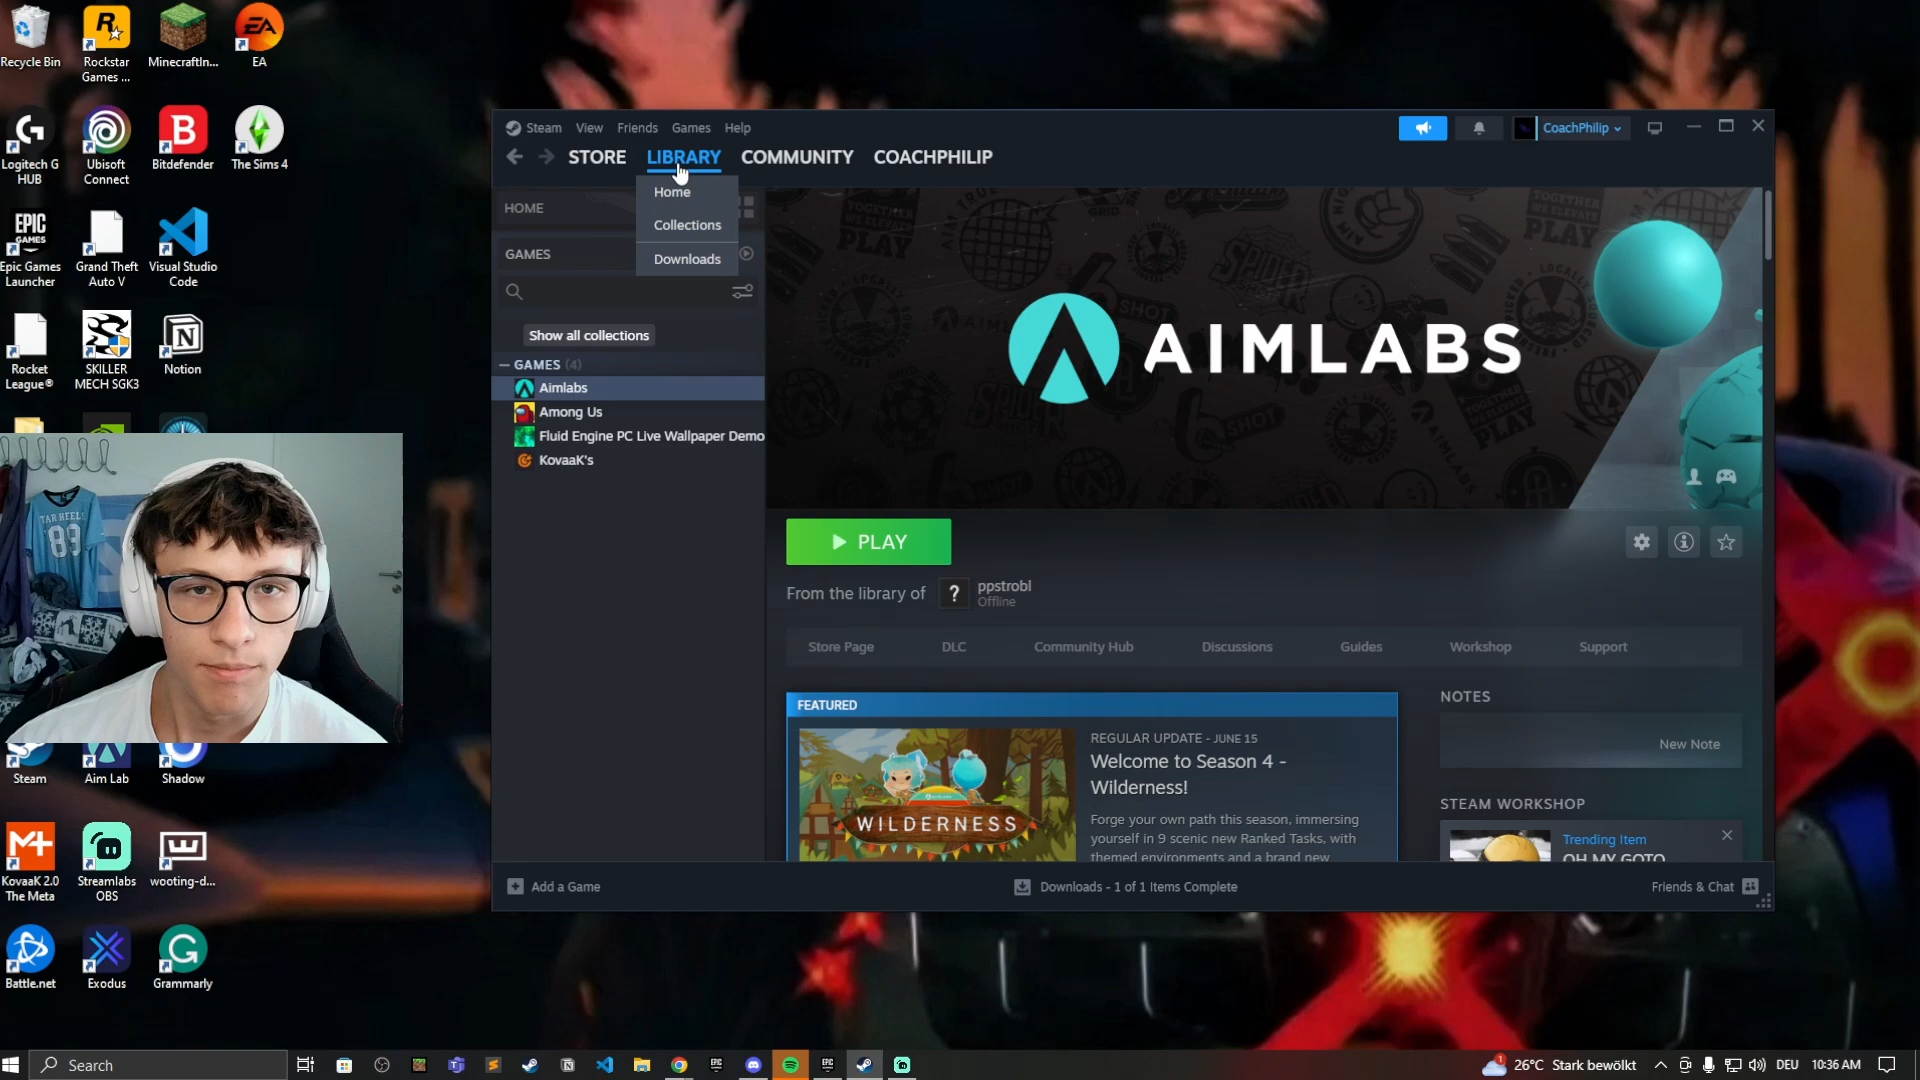 Recycle Bin
Rockstar
Games ...
MinecraftIn...
EA
Logitech G
HUB
Ubisoft
Connect
Bitdefender
The Sims 4
EPIC
GAMES
Epic Games
Launcher
Grand Theft
Auto V
Visual Studio
Code
Rocket
League®
SKILLER
MECH SGK3
Notion
TAR HEELS
89
Steam
Aim Lab
Shadow
KovaaK 2.0
The Meta
Streamlabs
OBS
wooting-d...
Battle.net
Exodus
Grammarly
Steam View Friends Games Help
CoachPhilip
STORE LIBRARY COMMUNITY COACHPHILIP
Home
Collections
Downloads
HOME
GAMES
Show all collections
GAMES (4)
Aimlabs
Among Us
Fluid Engine PC Live Wallpaper Demo
KovaaK's
AIMLABS
PLAY
From the library of
?
ppstrobl
Offline
Store Page DLC Community Hub Discussions Guides Workshop Support
FEATURED
WILDERNESS
REGULAR UPDATE - JUNE 15
Welcome to Season 4 -
Wilderness!
Forge your own path this season, immersing
yourself in 9 scenic new Ranked Tasks, with
themed environments and a brand new
NOTES
New Note
STEAM WORKSHOP
Trending Item
OH MY GOTO
Add a Game
Downloads - 1 of 1 Items Complete
Friends & Chat
Search
1
26°C Stark bewölkt
DEU
10:36 AM